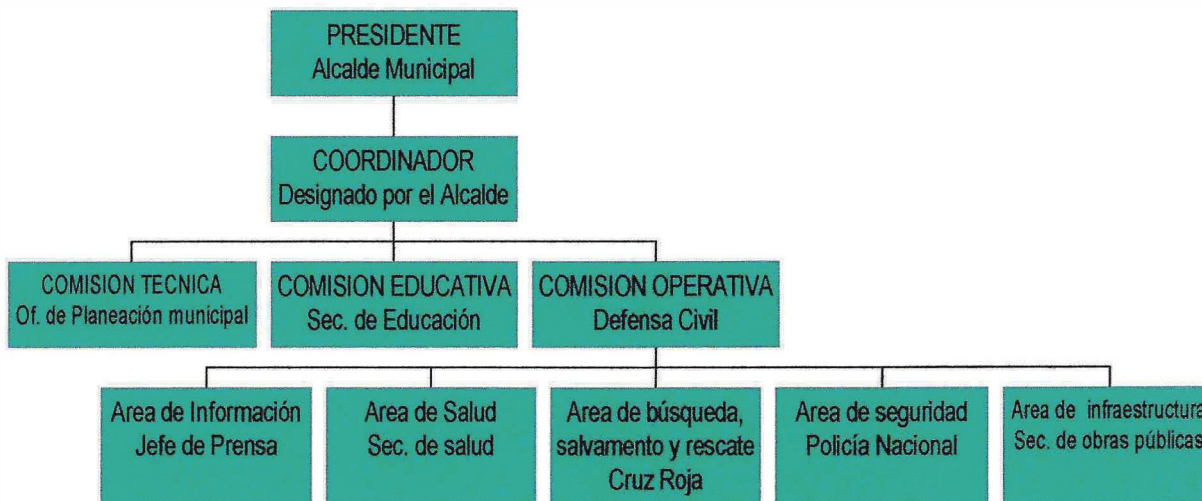 PRESIDENTE
Alcalde Municipal
COORDINADOR
Designado por el Alcalde
COMISION TECNICA
Of. de Planeación municipal
COMISION EDUCATIVA
Sec. de Educación
COMISION OPERATIVA
Defensa Civil
Area de Información
Jefe de Prensa
Area de Salud
Sec. de salud
Area de búsqueda,
salvamento y rescate
Cruz Roja
Area de seguridad
Policía Nacional
Area de infraestructura
Sec. de obras públicas